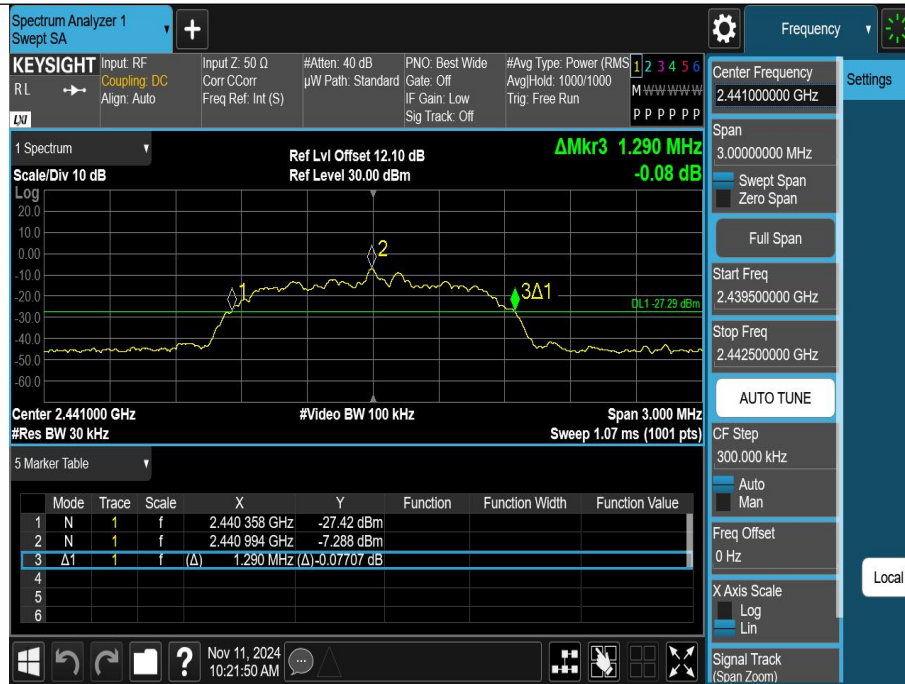 Spectrum Analyzer 1
Swept SA
+
Frequency
KEYSIGHT Input: RF Input Z: 50 Ω #Atten: 40 dB PNO: Best Wide #Avg Type: Power (RMS 1 2 3 4 5 6
RL Coupling: DC Corr CCorr µW Path: Standard Gate: Off Avg|Hold: 1000/1000 M W W W W W
Align: Auto Freq Ref: Int (S) IF Gain: Low Trig: Free Run
LXI Sig Track: Off P P P P P P
1 Spectrum
Scale/Div 10 dB
Ref Lvl Offset 12.10 dB
Ref Level 30.00 dBm
ΔMkr3 1.290 MHz
-0.08 dB
Log
20.0
10.0
0.00
-10.0
-20.0
-30.0
-40.0
-50.0
-60.0
1
2
3Δ1
DL1 -27.29 dBm
Center 2.441000 GHz #Video BW 100 kHz Span 3.000 MHz
#Res BW 30 kHz Sweep 1.07 ms (1001 pts)
5 Marker Table
Mode Trace Scale X Y Function Function Width Function Value
1 N 1 f 2.440 358 GHz -27.42 dBm
2 N 1 f 2.440 994 GHz -7.288 dBm
3 Δ1 1 f (Δ) 1.290 MHz (Δ) -0.07707 dB
4
5
6
?
Nov 11, 2024
10:21:50 AM
Center Frequency
2.441000000 GHz
Settings
Span
3.00000000 MHz
Swept Span
Zero Span
Full Span
Start Freq
2.439500000 GHz
Stop Freq
2.442500000 GHz
AUTO TUNE
CF Step
300.000 kHz
Auto
Man
Freq Offset
0 Hz
Local
X Axis Scale
Log
Lin
Signal Track
(Span Zoom)